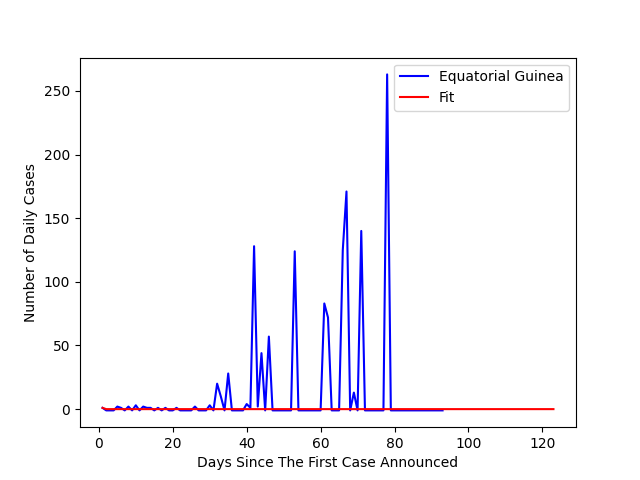 Equatorial Guinea
Fit
Number of Daily Cases
250
200
150
100
50
0
0 20 40 60 80 100 120
Days Since The First Case Announced